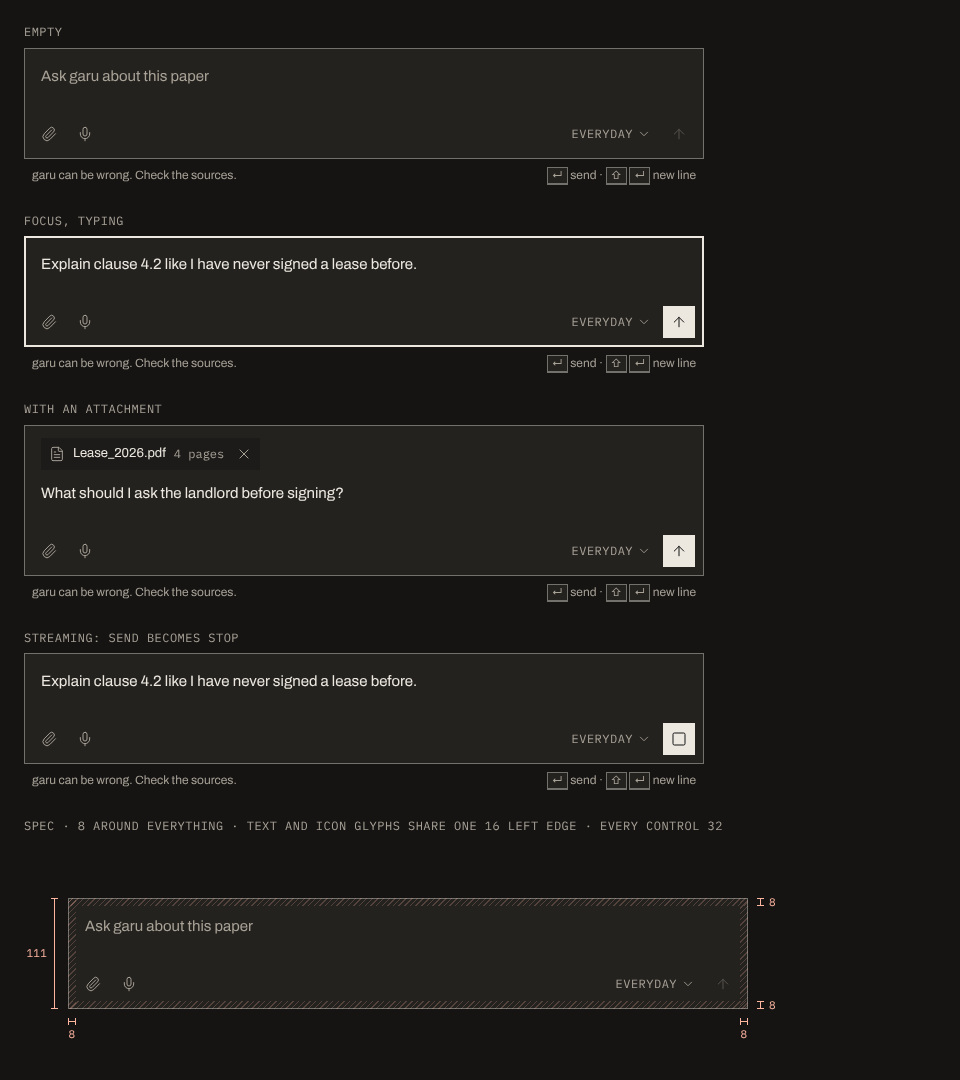 EMPTY
Ask garu about this paper
EVERYDAY
garu can be wrong. Check the sources.
send · new line
FOCUS, TYPING
Explain clause 4.2 like I have never signed a lease before.
EVERYDAY
garu can be wrong. Check the sources.
send · new line
WITH AN ATTACHMENT
Lease_2026.pdf 4 pages
What should I ask the landlord before signing?
EVERYDAY
garu can be wrong. Check the sources.
send · new line
STREAMING: SEND BECOMES STOP
Explain clause 4.2 like I have never signed a lease before.
EVERYDAY
garu can be wrong. Check the sources.
send · new line
SPEC · 8 AROUND EVERYTHING · TEXT AND ICON GLYPHS SHARE ONE 16 LEFT EDGE · EVERY CONTROL 32
8
Ask garu about this paper
111
EVERYDAY
8
8
8